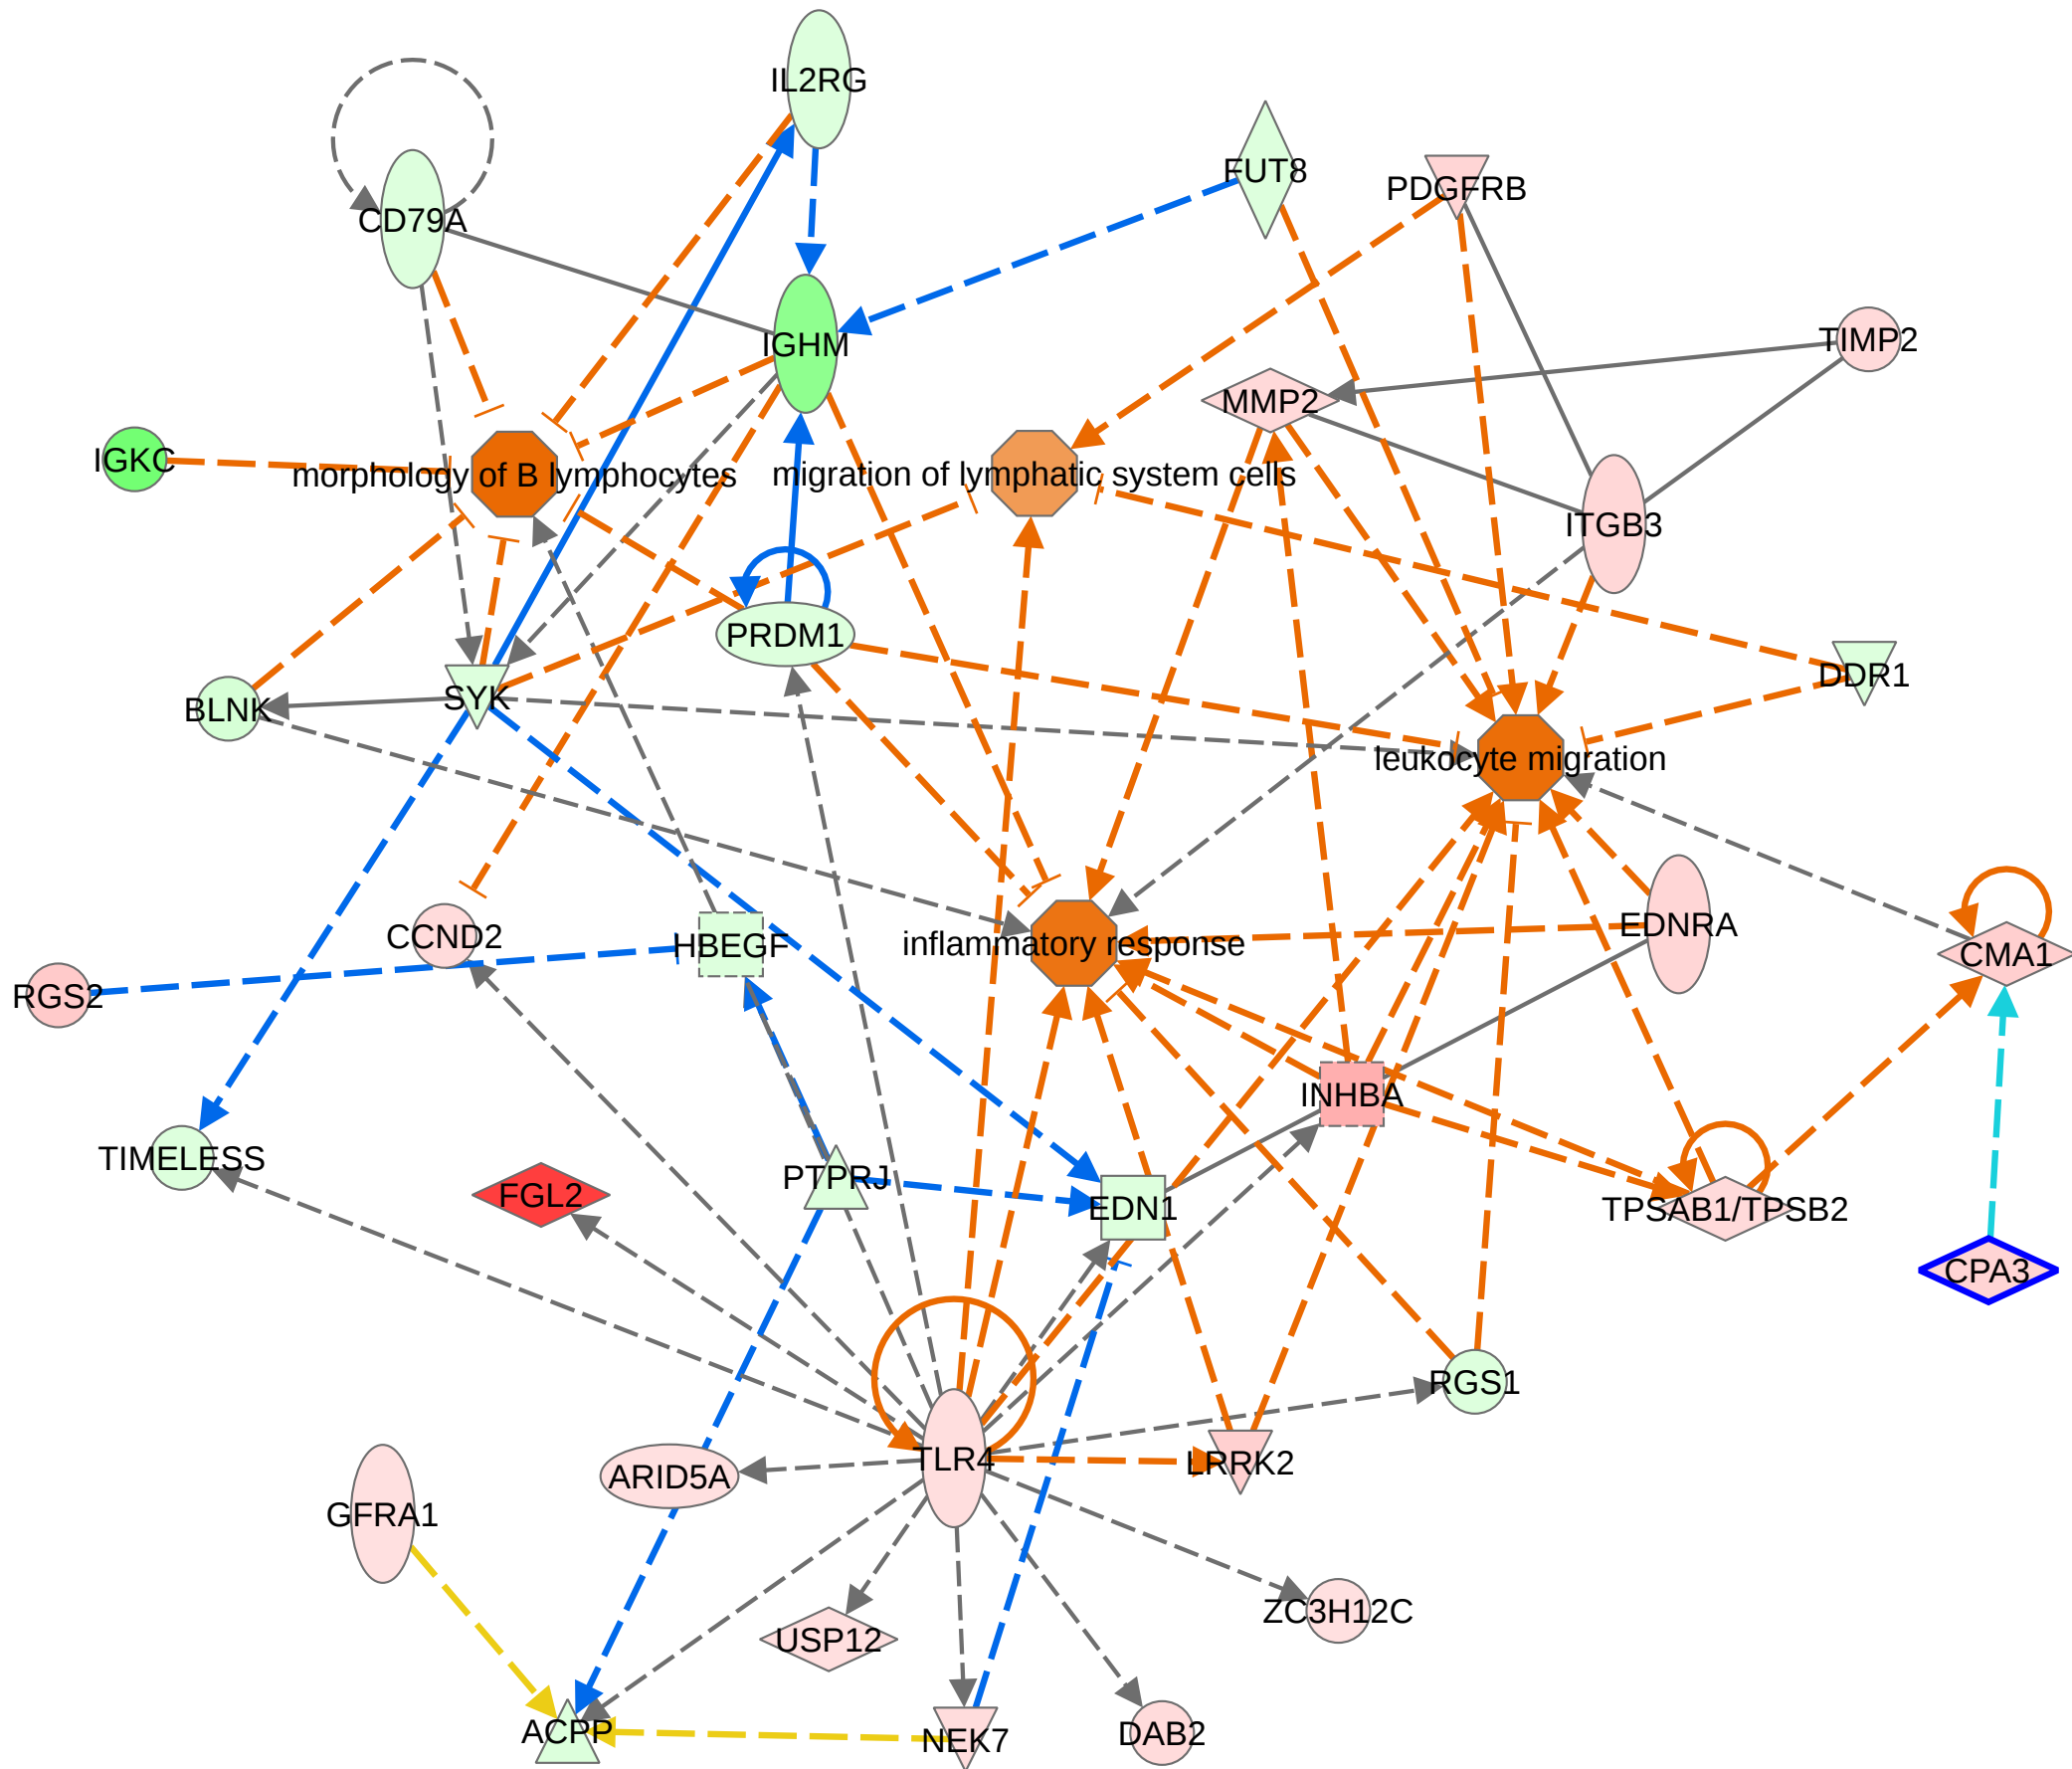 IL2RG
FUT8
PDGFRB
CD79A
IGHM
TIMP2
MMP2
IGKC
morphology of B lymphocytes
migration of lymphatic system cells
ITGB3
PRDM1
DDR1
SYK
BLNK
leukocyte migration
EDNRA
CCND2
HBEGF
inflammatory response
CMA1
RGS2
INHBA
TIMELESS
PTPRJ
FGL2
EDN1
TPSAB1/TPSB2
CPA3
RGS1
TLR4
LRRK2
ARID5A
GFRA1
ZC3H12C
USP12
ACPP
NEK7
DAB2